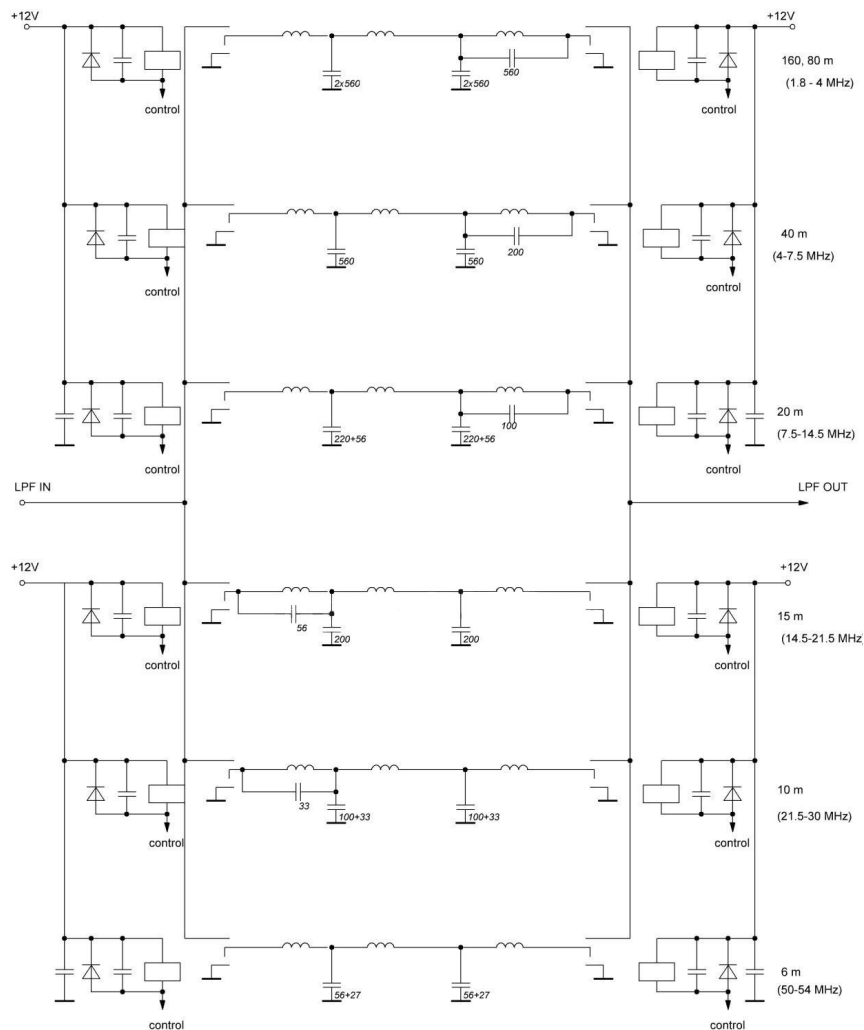 +12V
+12V
control
2x560
2x560
560
control
160, 80 m
(1.8 - 4 MHz)
control
560
560
200
control
40 m
(4-7.5 MHz)
control
220+56
220+56
100
control
20 m
(7.5-14.5 MHz)
LPF IN
LPF OUT
+12V
+12V
control
56
200
200
control
15 m
(14.5-21.5 MHz)
control
33
100+33
100+33
control
10 m
(21.5-30 MHz)
control
56+27
56+27
control
6 m
(50-54 MHz)